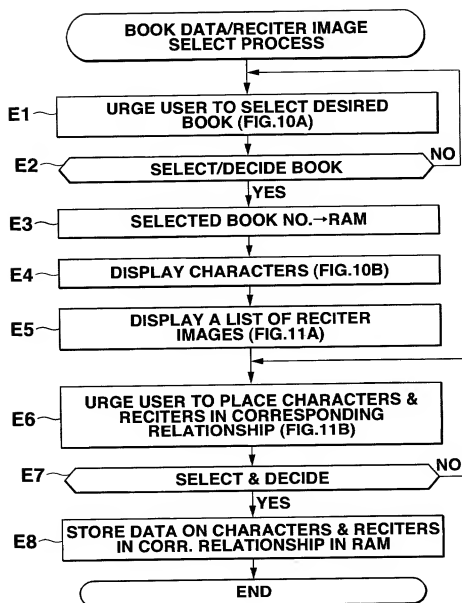 BOOK DATA/RECITER IMAGE
SELECT PROCESS
E1
URGE USER TO SELECT DESIRED
BOOK (FIG.10A)
E2
SELECT/DECIDE BOOK
NO
YES
E3
SELECTED BOOK NO.→RAM
E4
DISPLAY CHARACTERS (FIG.10B)
E5
DISPLAY A LIST OF RECITER
IMAGES (FIG.11A)
E6
URGE USER TO PLACE CHARACTERS &
RECITERS IN CORRESPONDING
RELATIONSHIP (FIG.11B)
E7
SELECT & DECIDE
NO
YES
E8
STORE DATA ON CHARACTERS & RECITERS
IN CORR. RELATIONSHIP IN RAM
END